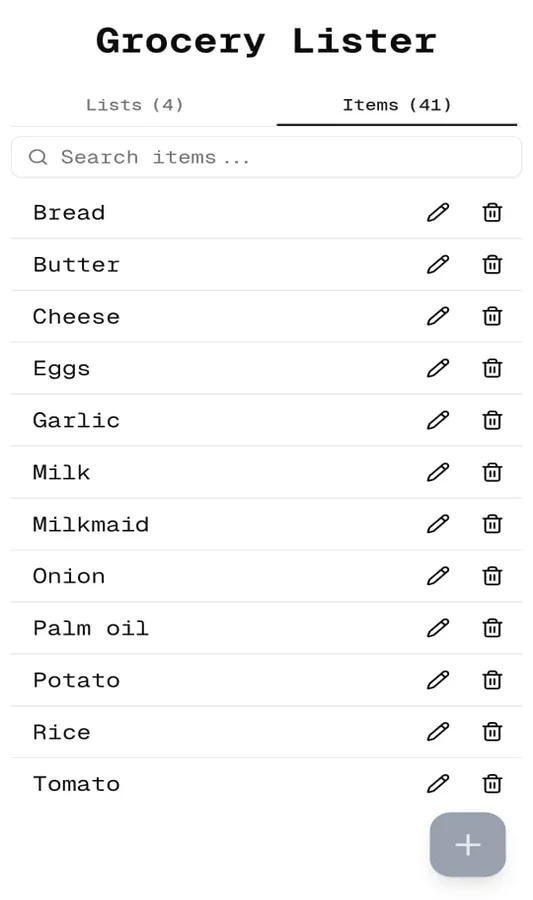 Grocery Lister
Lists (4)
Items (41)
Search items...
Bread
Butter
Cheese
Eggs
Garlic
Milk
Milkmaid
Onion
Palm oil
Potato
Rice
Tomato